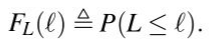 F_L(ℓ) ≜ P(L ≤ ℓ).